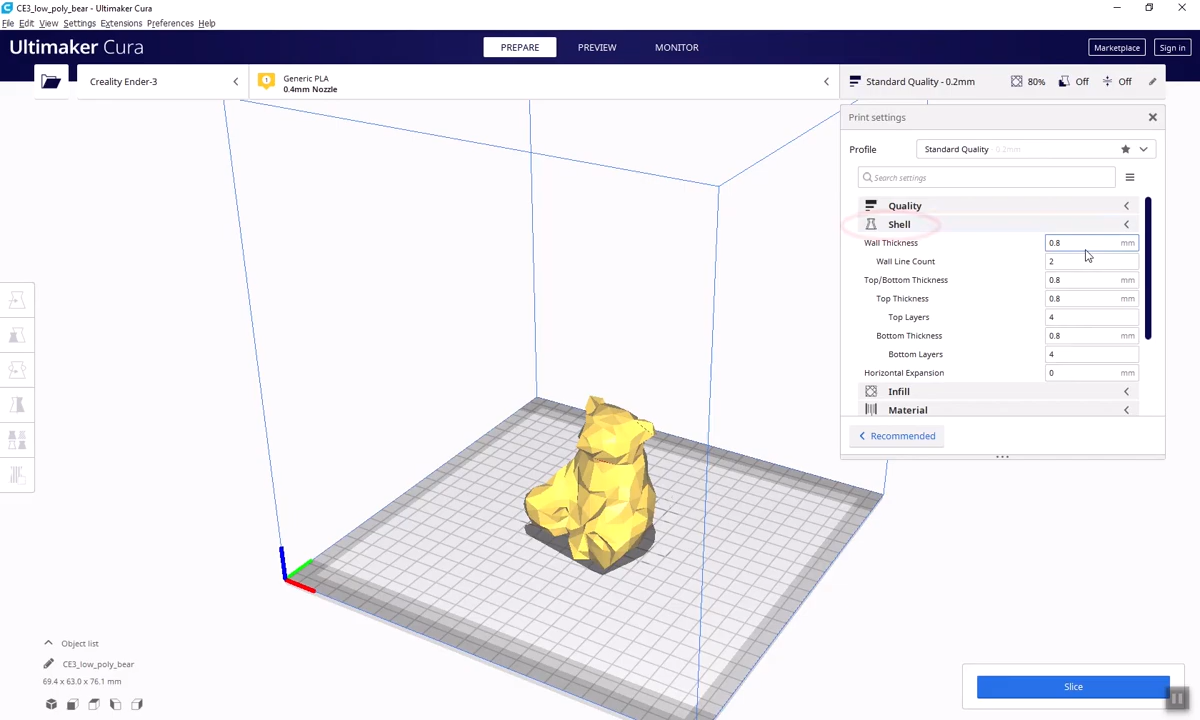 CE3_low_poly_bear - Ultimaker Cura
File Edit View Settings Extensions Preferences Help
Ultimaker Cura
PREPARE
PREVIEW
MONITOR
Marketplace
Sign in
Creality Ender-3
Generic PLA
0.4mm Nozzle
Standard Quality - 0.2mm
80%
Off
Off
Print settings
Profile
Standard Quality 0.2mm
Search settings
Quality
Shell
Wall Thickness 0.8 mm
Wall Line Count 2
Top/Bottom Thickness 0.8 mm
Top Thickness 0.8 mm
Top Layers 4
Bottom Thickness 0.8 mm
Bottom Layers 4
Horizontal Expansion 0 mm
Infill
Material
Recommended
Object list
CE3_low_poly_bear
69.4 x 63.0 x 76.1 mm
Slice